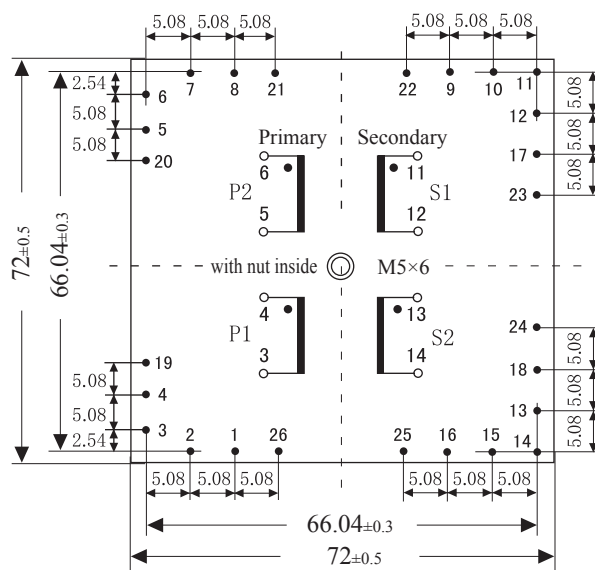 5.08 5.08 5.08 5.08 5.08 5.08
2.54 7 8 21 22 9 10 11
6 5.08
5.08 5 12
5.08 20 Primary Secondary 17 5.08
6 11 5.08
P2 S1 23
5 12
72±0.5
66.04±0.3
with nut inside M5×6
4 13 24
P1 S2
3 14 5.08
19 18
5.08 4 5.08
5.08 3 13
2.54 2 1 26 25 16 15 14 5.08
5.08 5.08 5.08 5.08 5.08 5.08
66.04±0.3
72±0.5